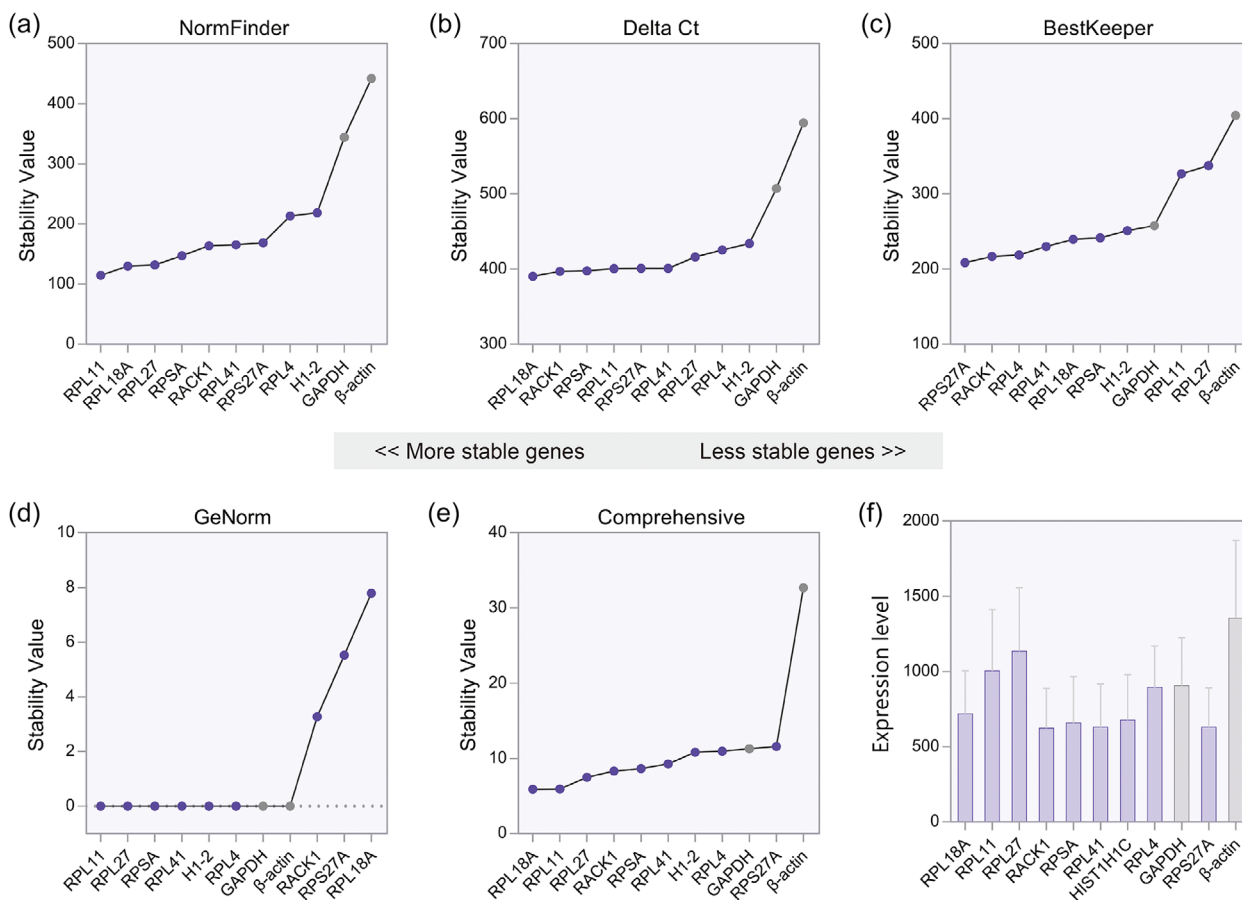 (a)
NormFinder
Stability Value
500
400
300
200
100
0
RPL11
RPL18A
RPL27
RPSA
RACK1
RPL41
RPS27A
RPL4
H1-2
GAPDH
β-actin
(b)
Delta Ct
Stability Value
700
600
500
400
300
RPL18A
RACK1
RPSA
RPL11
RPS27A
RPL41
RPL27
RPL4
H1-2
GAPDH
β-actin
(c)
BestKeeper
Stability Value
500
400
300
200
100
RPS27A
RACK1
RPL4
RPL41
RPL18A
RPSA
H1-2
GAPDH
RPL11
RPL27
β-actin
<< More stable genes Less stable genes >>
(d)
GeNorm
Stability Value
10
8
6
4
2
0
RPL11
RPL27
RPSA
RPL41
H1-2
RPL4
GAPDH
β-actin
RACK1
RPS27A
RPL18A
(e)
Comprehensive
Stability Value
40
30
20
10
0
RPL18A
RPL11
RPL27
RACK1
RPSA
RPL41
H1-2
RPL4
GAPDH
RPS27A
β-actin
(f)
Expression level
2000
1500
1000
500
0
RPL18A
RPL11
RPL27
RACK1
RPSA
RPL41
HIST1H1C
RPL4
GAPDH
RPS27A
β-actin